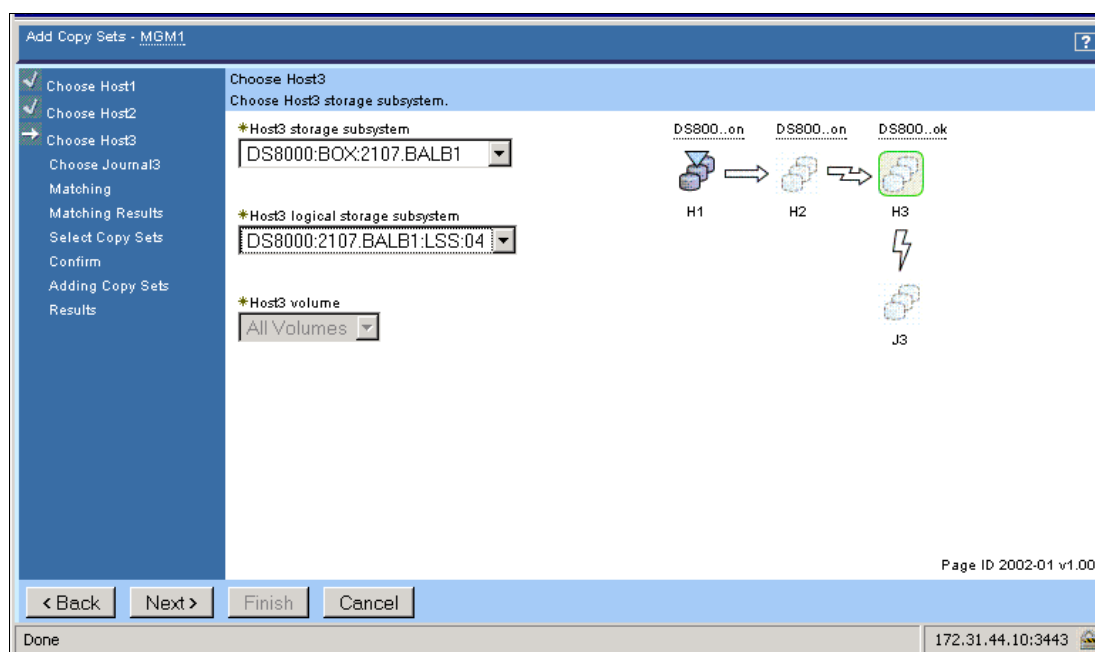 Add Copy Sets - MGM1
?
Choose Host1
Choose Host2
Choose Host3
Choose Journal3
Matching
Matching Results
Select Copy Sets
Confirm
Adding Copy Sets
Results
Choose Host3
Choose Host3 storage subsystem.
*Host3 storage subsystem
DS8000:BOX:2107.BALB1
*Host3 logical storage subsystem
DS8000:2107.BALB1:LSS:04
*Host3 volume
All Volumes
DS800..on DS800..on DS800..ok
H1 H2 H3
J3
Page ID 2002-01 v1.00
< Back Next > Finish Cancel
Done 172.31.44.10:3443